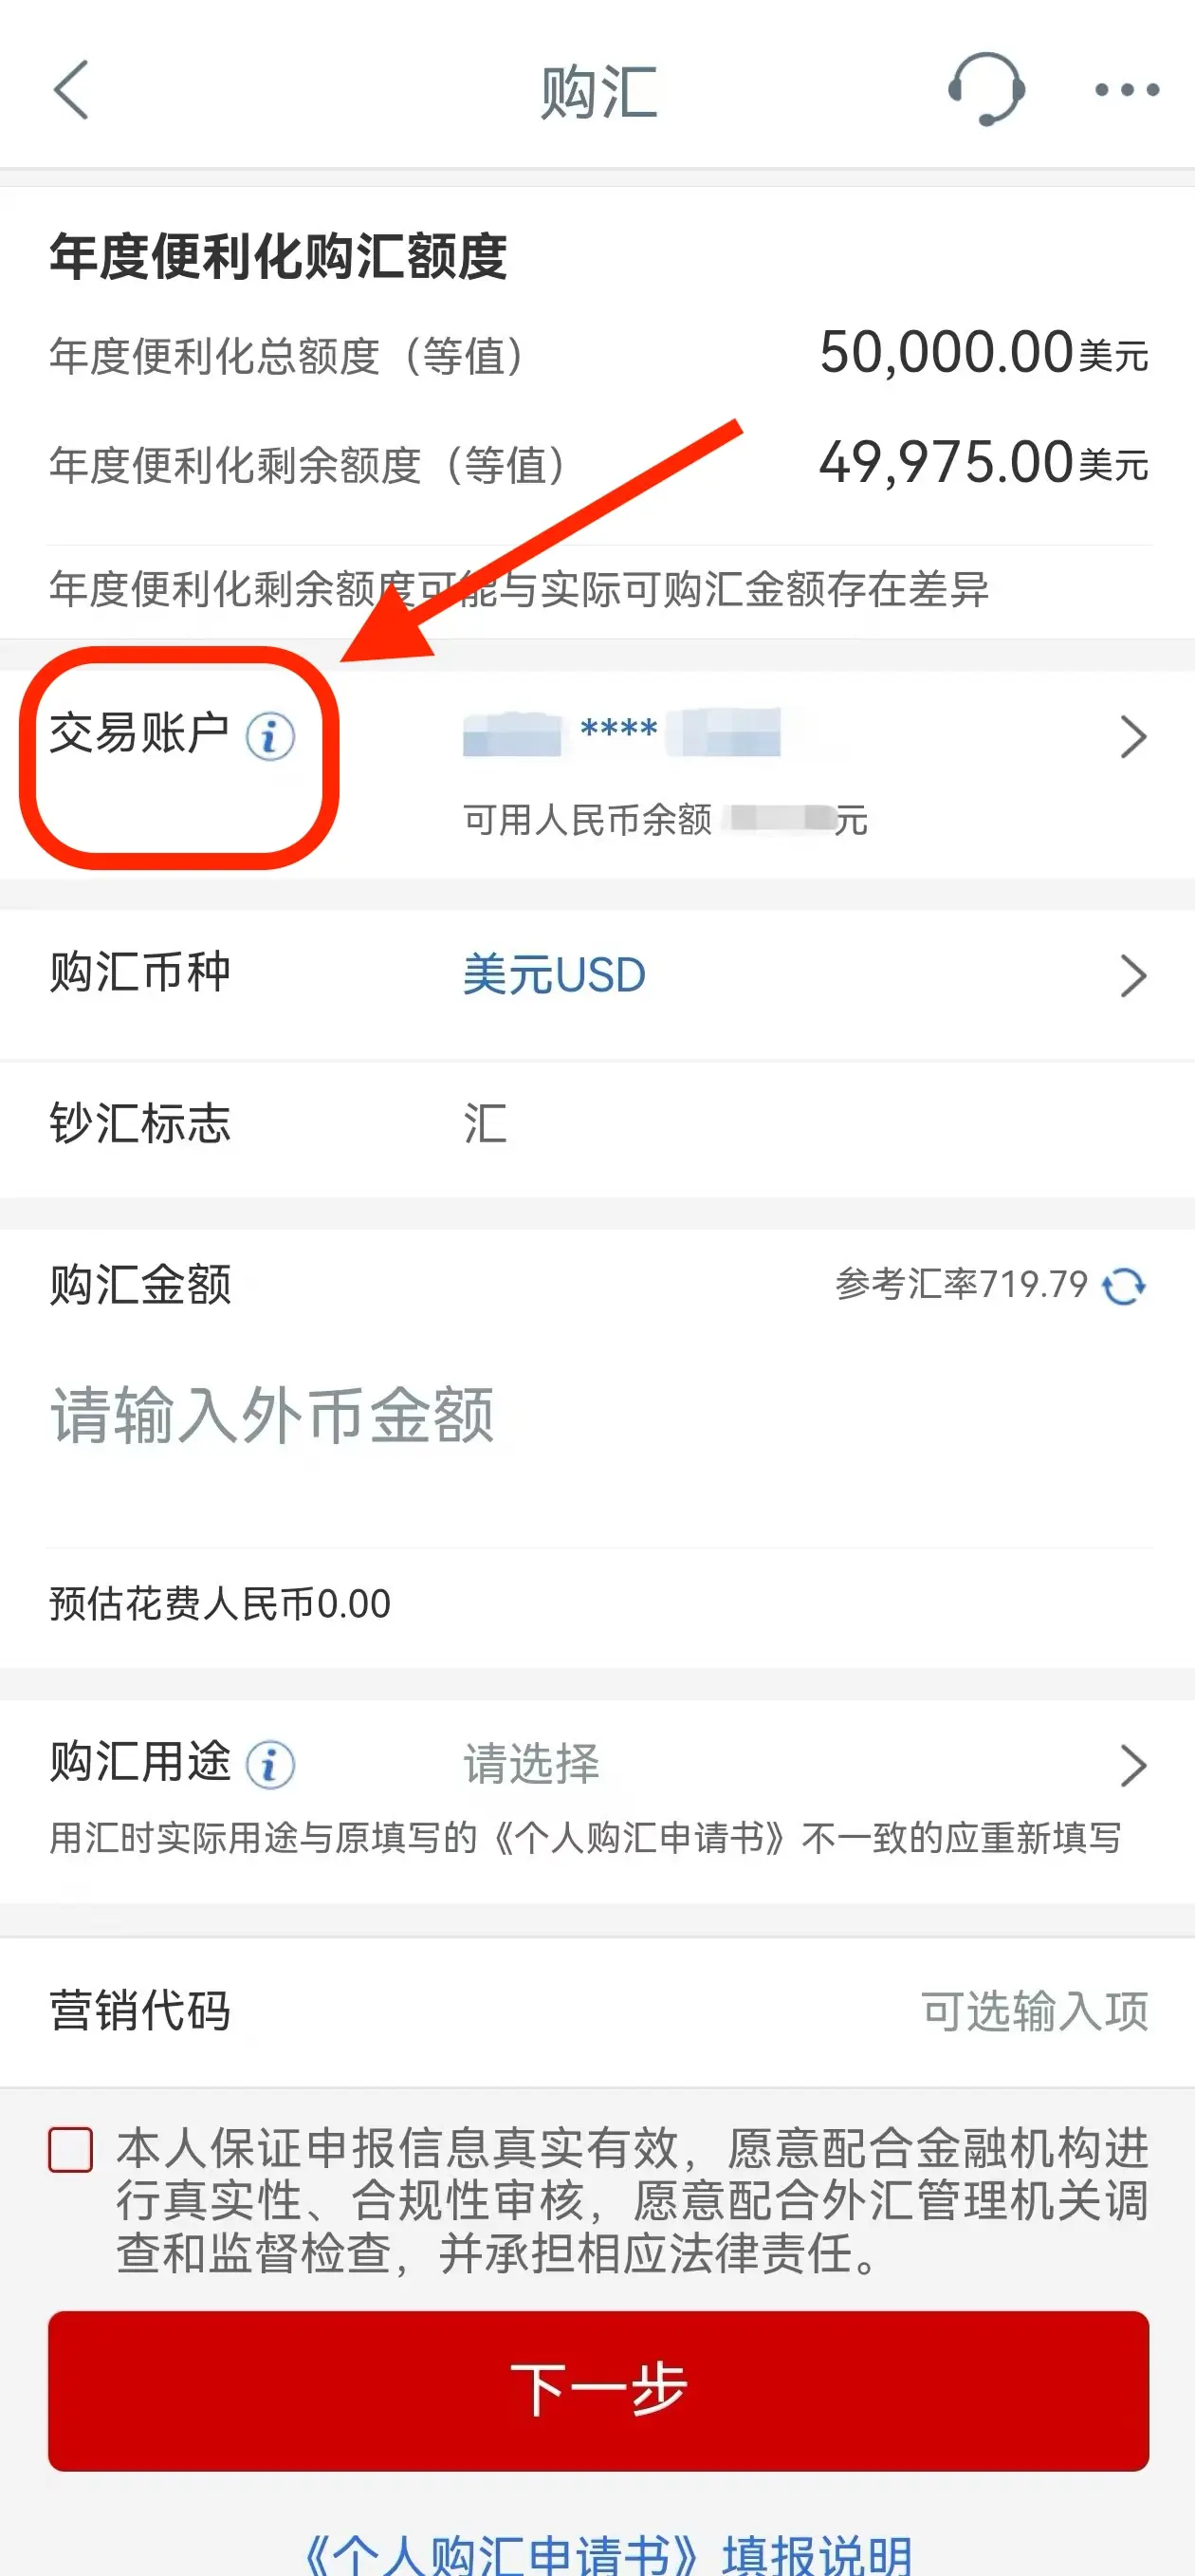 购汇
年度便利化购汇额度
年度便利化总额度（等值） 50,000.00美元
年度便利化剩余额度（等值） 49,975.00美元
年度便利化剩余额度可能与实际可购汇金额存在差异
交易账户 ****
可用人民币余额 元
购汇币种 美元USD
钞汇标志 汇
购汇金额 参考汇率719.79
请输入外币金额
预估花费人民币0.00
购汇用途 请选择
用汇时实际用途与原填写的《个人购汇申请书》不一致的应重新填写
营销代码 可选输入项
本人保证申报信息真实有效，愿意配合金融机构进
行真实性、合规性审核，愿意配合外汇管理机关调
查和监督检查，并承担相应法律责任。
下一步
《个人购汇申请书》填报说明